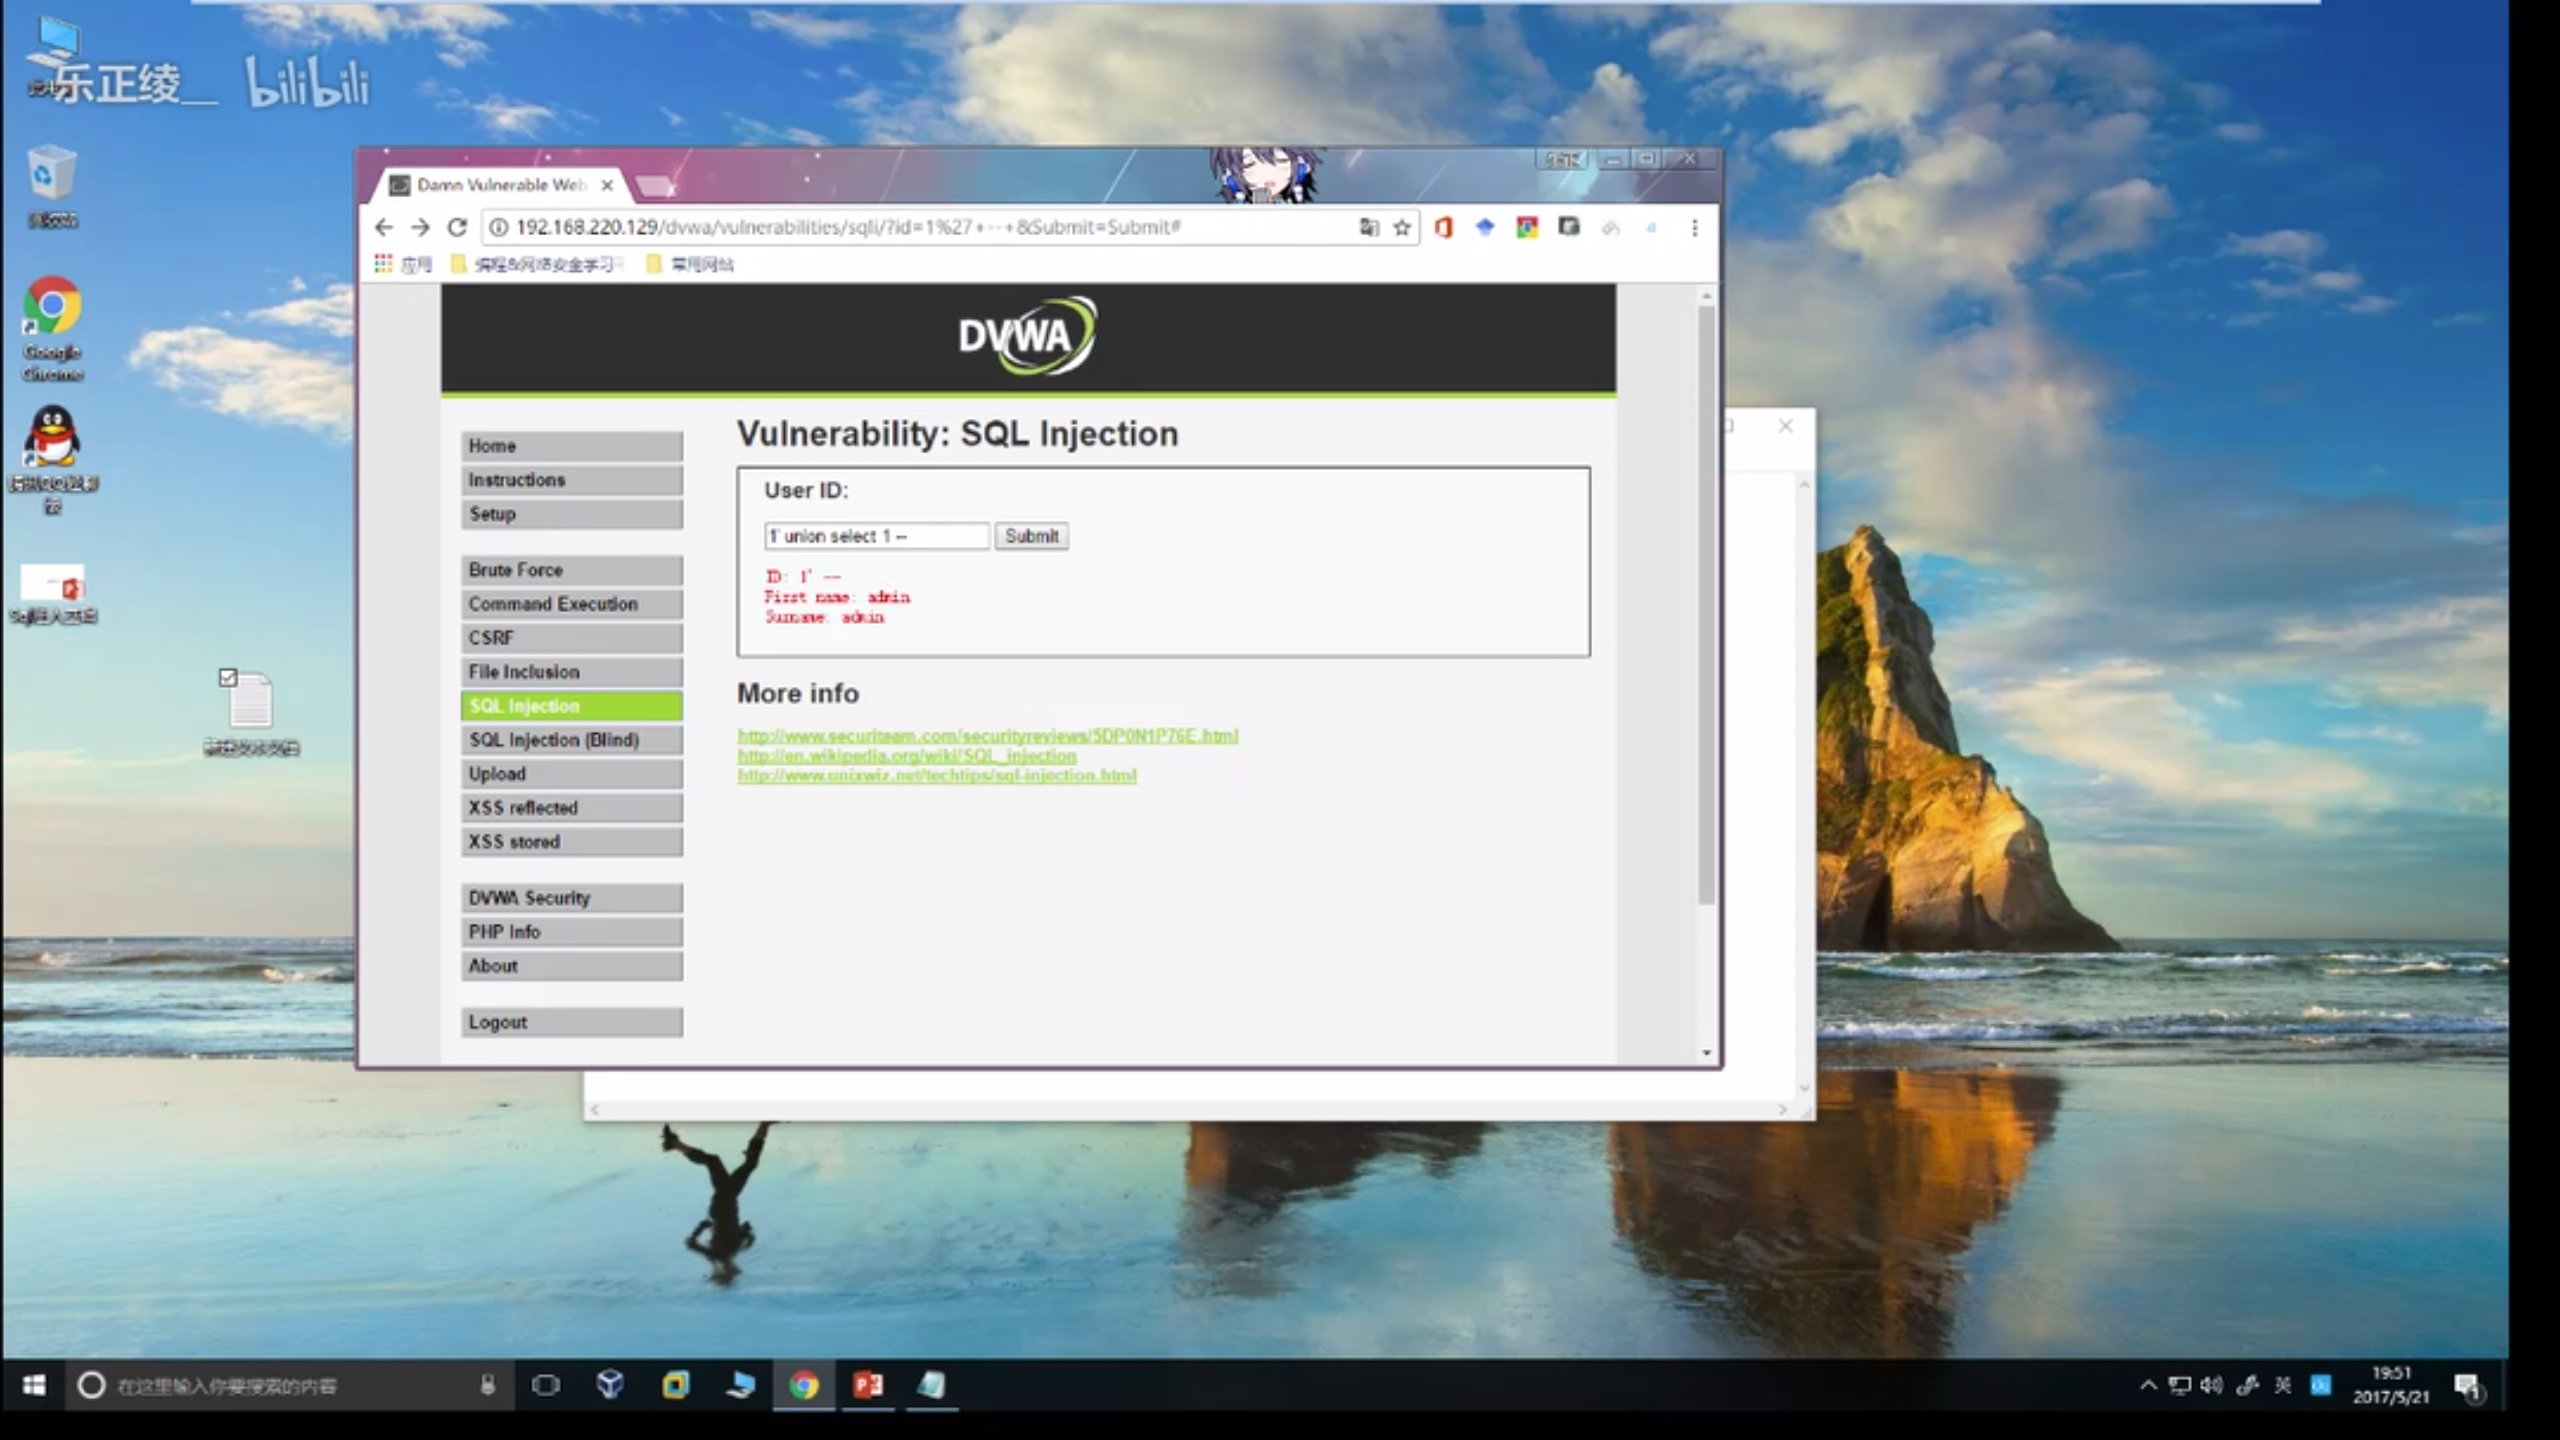 乐正绫__ bilibili
Google
Chrome
Damn Vulnerable Web
192.168.220.129/dvwa/vulnerabilities/sqli/?id=1%27+--+&Submit=Submit#
应用 编程&网络安全学习 常用网站
DVWA
Home
Instructions
Setup
Brute Force
Command Execution
CSRF
File Inclusion
SQL Injection
SQL Injection (Blind)
Upload
XSS reflected
XSS stored
DVWA Security
PHP Info
About
Logout
Vulnerability: SQL Injection
User ID:
1' union select 1 --
Submit
ID: 1' --
First name: admin
Surname: admin
More info
http://www.securiteam.com/securityreviews/5DP0N1P76E.html
http://en.wikipedia.org/wiki/SQL_injection
http://www.unixwiz.net/techtips/sql-injection.html
在这里输入你要搜索的内容
英
19:51
2017/5/21